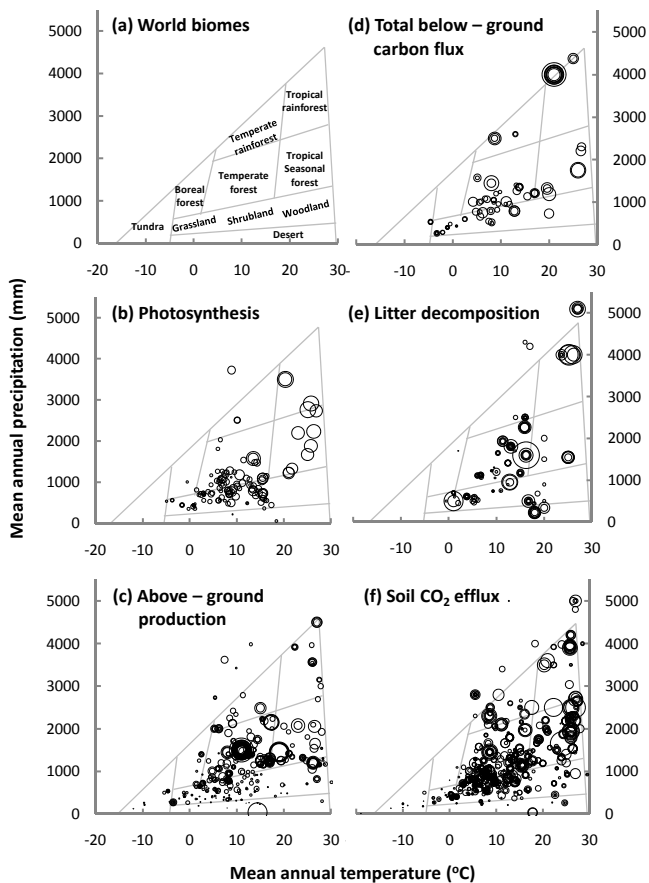 (a) World biomes
5000
4000
3000
2000
1000
0
-20 -10 0 10 20 30
Tropical
rainforest
Temperate
rainforest
Tropical
Seasonal
forest
Temperate
forest
Boreal
forest
Tundra
Grassland
Shrubland
Woodland
Desert
(d) Total below – ground
carbon flux
5000
4000
3000
2000
1000
0
- -10 0 10 20 30
(b) Photosynthesis
5000
4000
3000
2000
1000
0
-20 -10 0 10 20 30
(e) Litter decomposition
5000
4000
3000
2000
1000
0
-20 -10 0 10 20 30
(c) Above – ground
production
5000
4000
3000
2000
1000
0
-20 -10 0 10 20 30
(f) Soil CO2 efflux
5000
4000
3000
2000
1000
0
-20 -10 0 10 20 30
Mean annual precipitation (mm)
Mean annual temperature (°C)